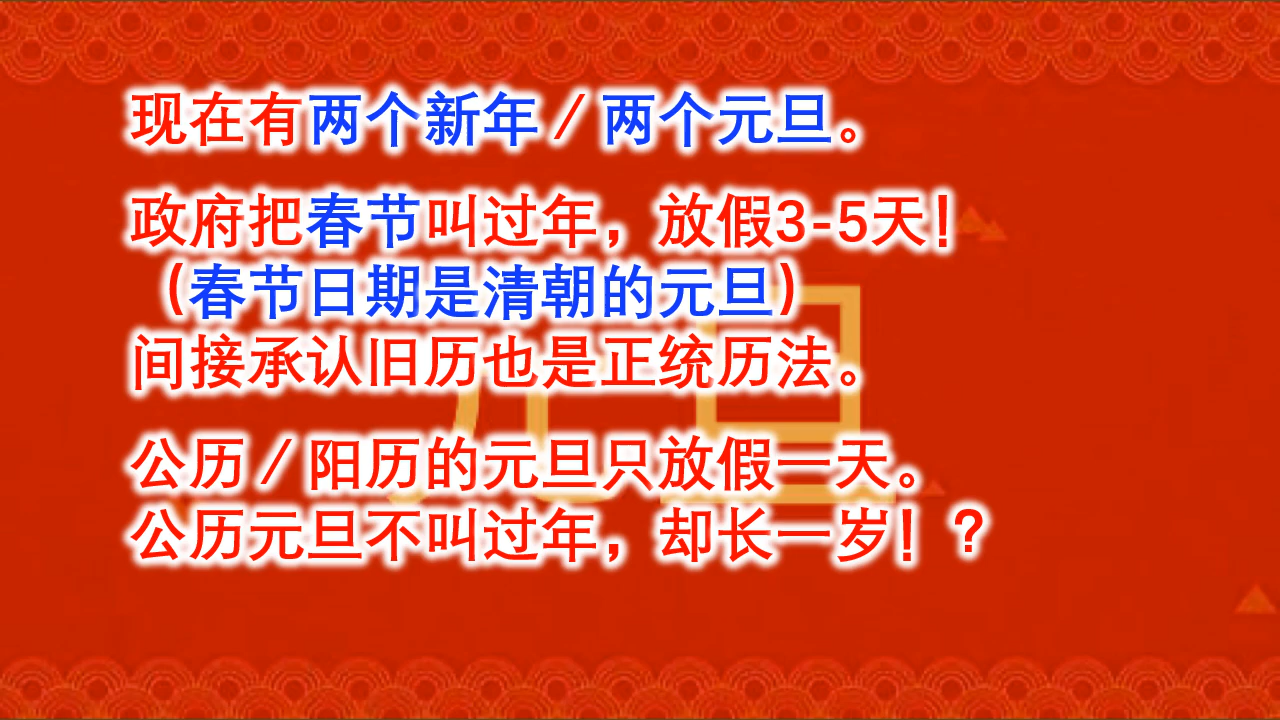 现在有两个新年／两个元旦。
政府把春节叫过年，放假3-5天！
（春节日期是清朝的元旦）
间接承认旧历也是正统历法。
公历／阳历的元旦只放假一天。
公历元旦不叫过年，却长一岁！？
元旦